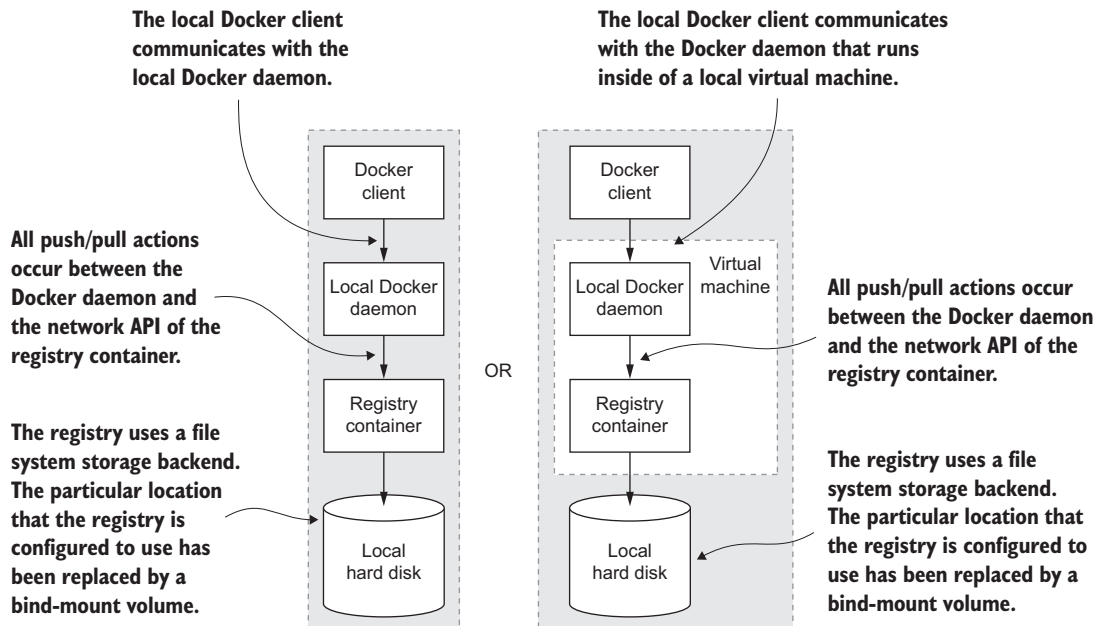 The local Docker client
communicates with the
local Docker daemon.
The local Docker client communicates
with the Docker daemon that runs
inside of a local virtual machine.
Docker
client
Docker
client
All push/pull actions
occur between the
Docker daemon and
the network API of the
registry container.
Local Docker
daemon
Virtual
machine
Local Docker
daemon
All push/pull actions occur
between the Docker daemon
and the network API of the
registry container.
OR
Registry
container
Registry
container
The registry uses a file
system storage backend.
The particular location
that the registry is
configured to use has
been replaced by a
bind-mount volume.
Local
hard disk
Local
hard disk
The registry uses a file
system storage backend.
The particular location that
the registry is configured to
use has been replaced by a
bind-mount volume.